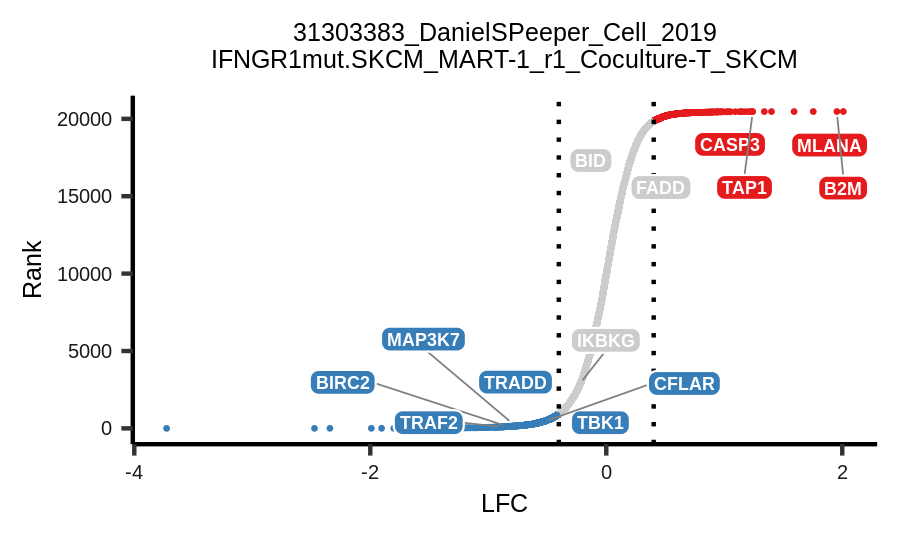 31303383_DanielSPeeper_Cell_2019
IFNGR1mut.SKCM_MART-1_r1_Coculture-T_SKCM
Rank
20000
15000
10000
5000
0
BID
FADD
CASP3
MLANA
TAP1
B2M
MAP3K7
IKBKG
BIRC2
TRADD
CFLAR
TRAF2
TBK1
-4
-2
0
2
LFC